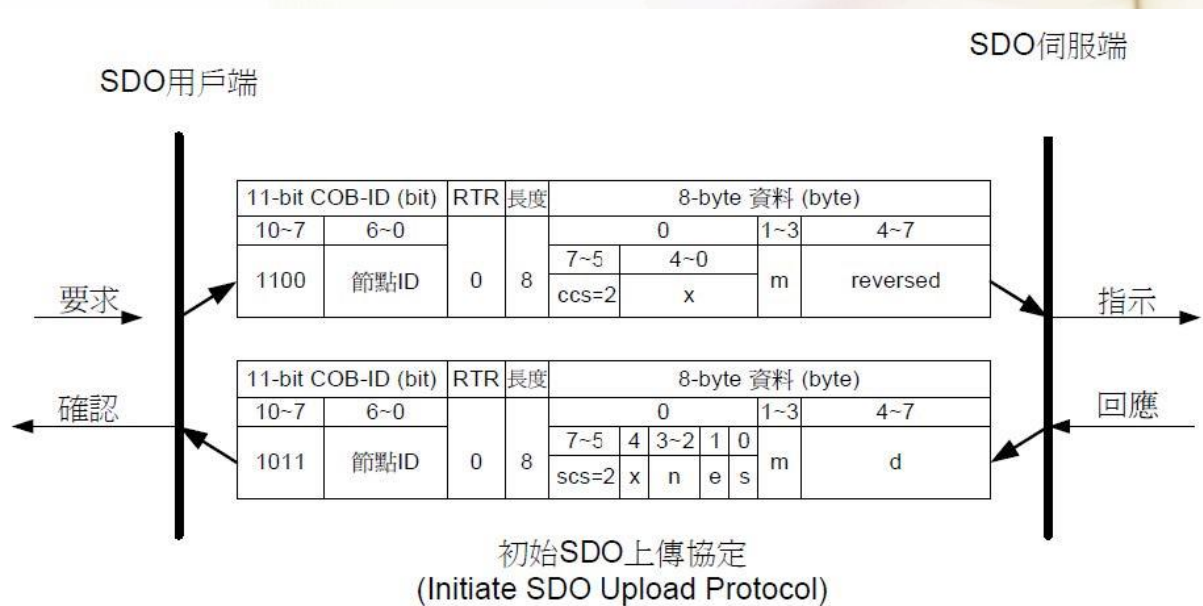 SDO伺服端
SDO用戶端
11-bit COB-ID (bit) RTR 長度 8-byte 資料 (byte)
10~7 6~0 0 1~3 4~7
7~5 4~0
1100 節點ID 0 8 ccs=2 x m reversed
要求
指示
11-bit COB-ID (bit) RTR 長度 8-byte 資料 (byte)
10~7 6~0 0 1~3 4~7
確認
回應
7~5 4 3~2 1 0
1011 節點ID 0 8 scs=2 x n e s m d
初始SDO上傳協定
(Initiate SDO Upload Protocol)